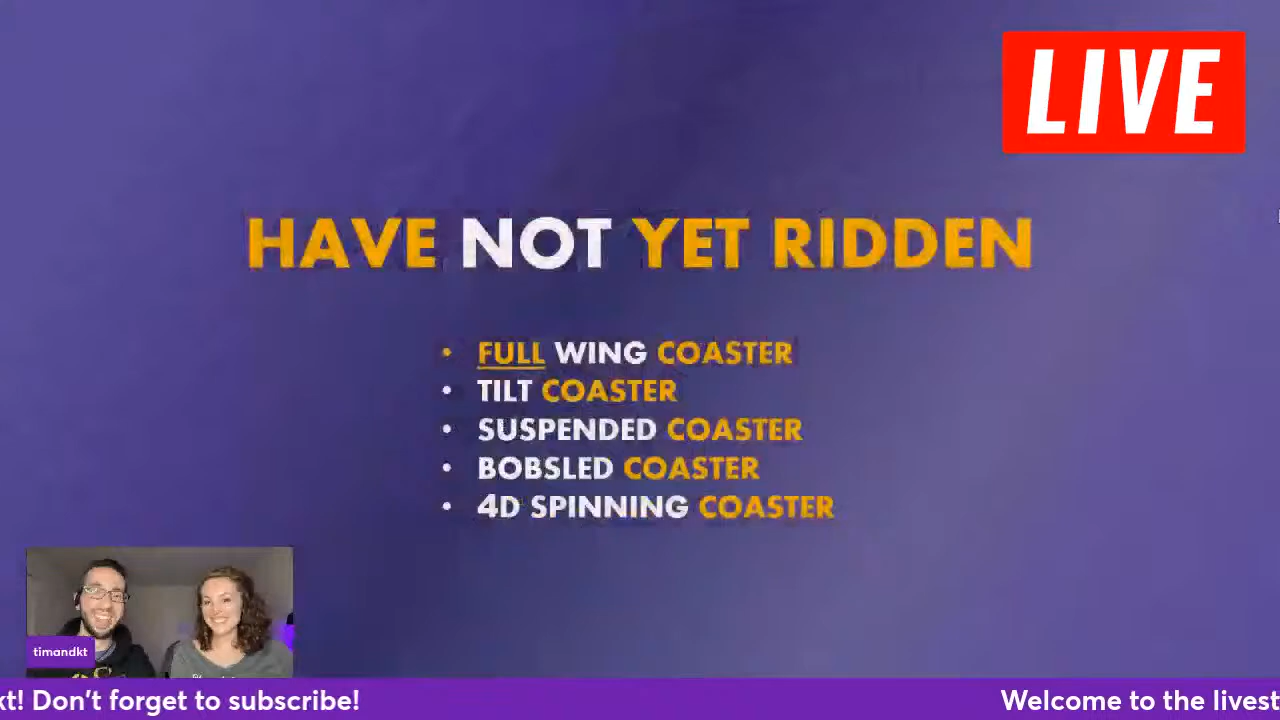 LIVE
HAVE NOT YET RIDDEN
• FULL WING COASTER
• TILT COASTER
• SUSPENDED COASTER
• BOBSLED COASTER
• 4D SPINNING COASTER
timandkt
kt! Don't forget to subscribe!
Welcome to the livest